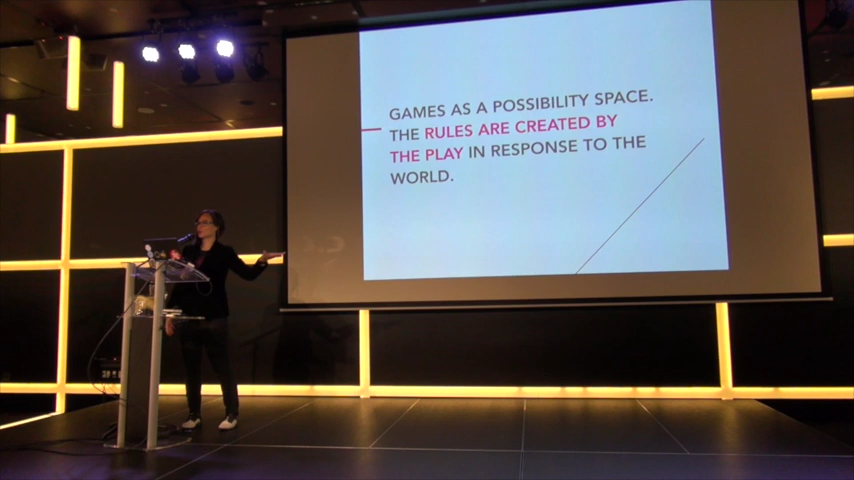 GAMES AS A POSSIBILITY SPACE.
THE RULES ARE CREATED BY
THE PLAY IN RESPONSE TO THE
WORLD.